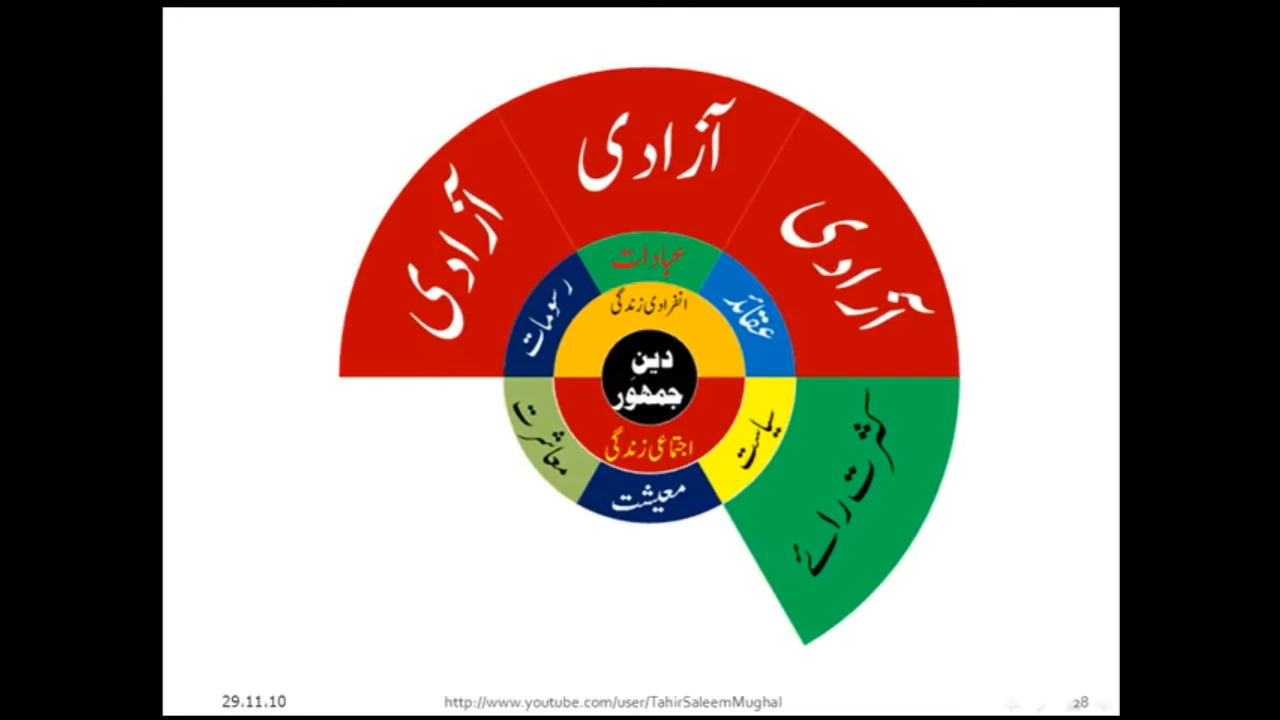 آزادی
آزادی
آزادی
عبادات
رسومات
عقائد
انفرادی زندگی
دینِ
جمہور
اجتماعی زندگی
معاشرت
سیاست
معیشت
کثرت رائے
29.11.10
http://www.youtube.com/user/TahirSaleemMughal
28